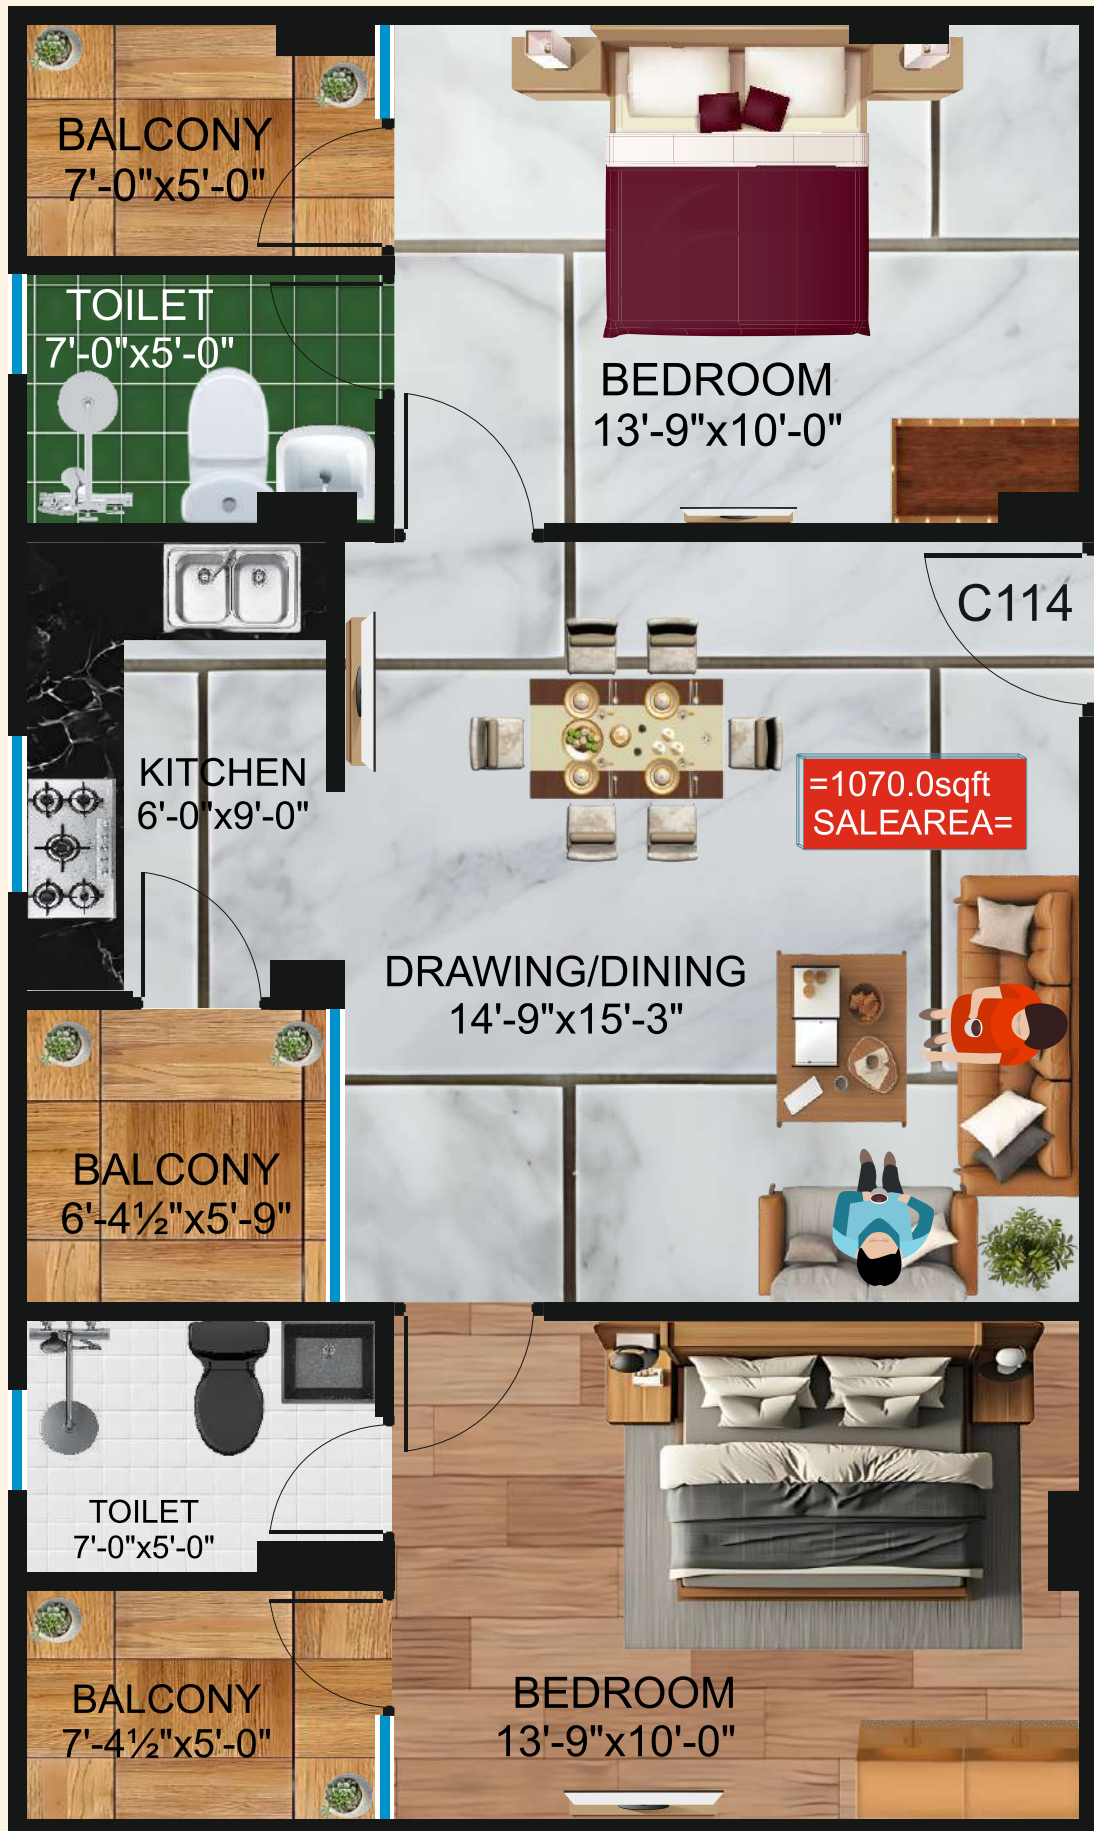 BALCONY
7'-0"x5'-0"
TOILET
7'-0"x5'-0"
BEDROOM
13'-9"x10'-0"
C114
KITCHEN
6'-0"x9'-0"
=1070.0sqft
SALEAREA=
DRAWING/DINING
14'-9"x15'-3"
BALCONY
6'-4½"x5'-9"
TOILET
7'-0"x5'-0"
BALCONY
7'-4½"x5'-0"
BEDROOM
13'-9"x10'-0"